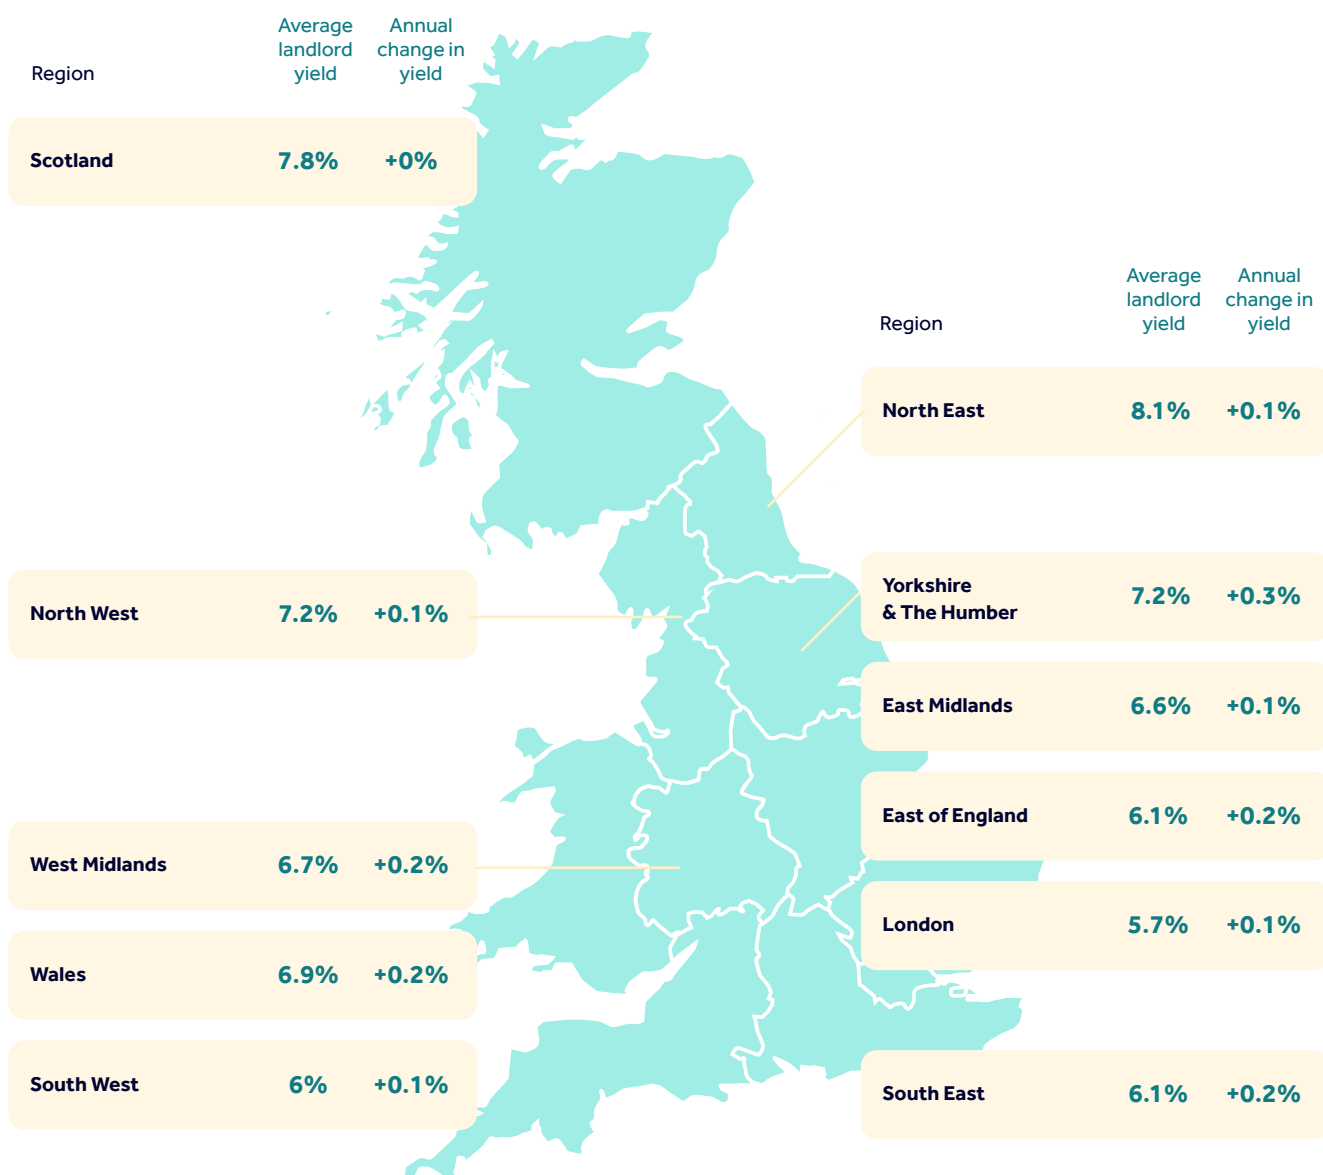 Region
Average
landlord
yield
Annual
change in
yield
Scotland 7.8% +0%
North West 7.2% +0.1%
West Midlands 6.7% +0.2%
Wales 6.9% +0.2%
South West 6% +0.1%
Region
Average
landlord
yield
Annual
change in
yield
North East 8.1% +0.1%
Yorkshire
& The Humber 7.2% +0.3%
East Midlands 6.6% +0.1%
East of England 6.1% +0.2%
London 5.7% +0.1%
South East 6.1% +0.2%